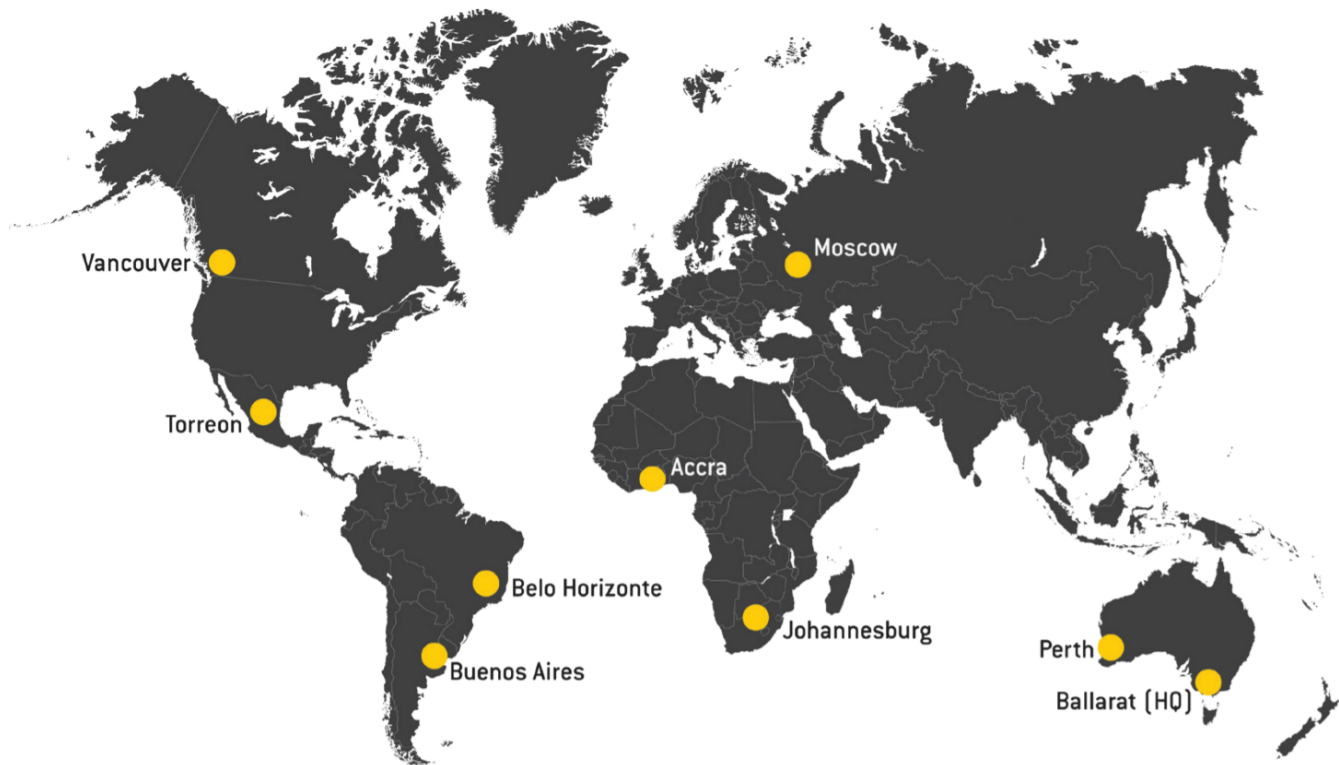 Vancouver
Moscow
Torreon
Accra
Belo Horizonte
Johannesburg
Perth
Buenos Aires
Ballarat (HQ)